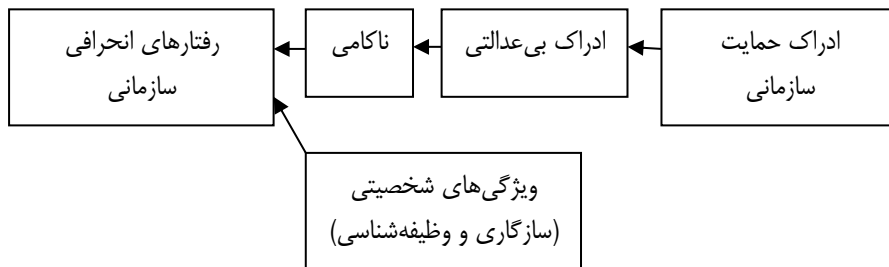 ادراک حمایت
سازمانی
ادراک بی‌عدالتی
ناکامی
رفتارهای انحرافی
سازمانی
ویژگی‌های شخصیتی
(سازگاری و وظیفه‌شناسی)